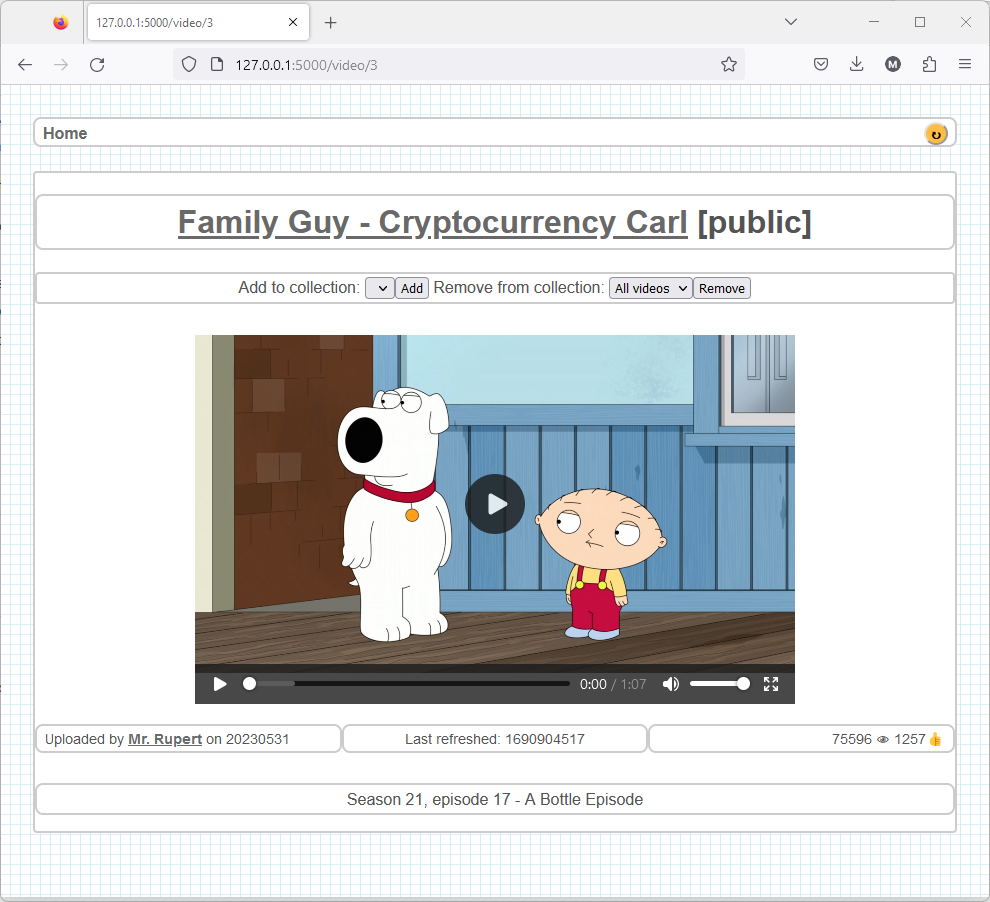 127.0.0.1:5000/video/3
127.0.0.1:5000/video/3
M
Home
Family Guy - Cryptocurrency Carl [public]
Add to collection: Add Remove from collection: All videos Remove
0:00 / 1:07
Uploaded by Mr. Rupert on 20230531
Last refreshed: 1690904517
75596 👁 1257👍
Season 21, episode 17 - A Bottle Episode